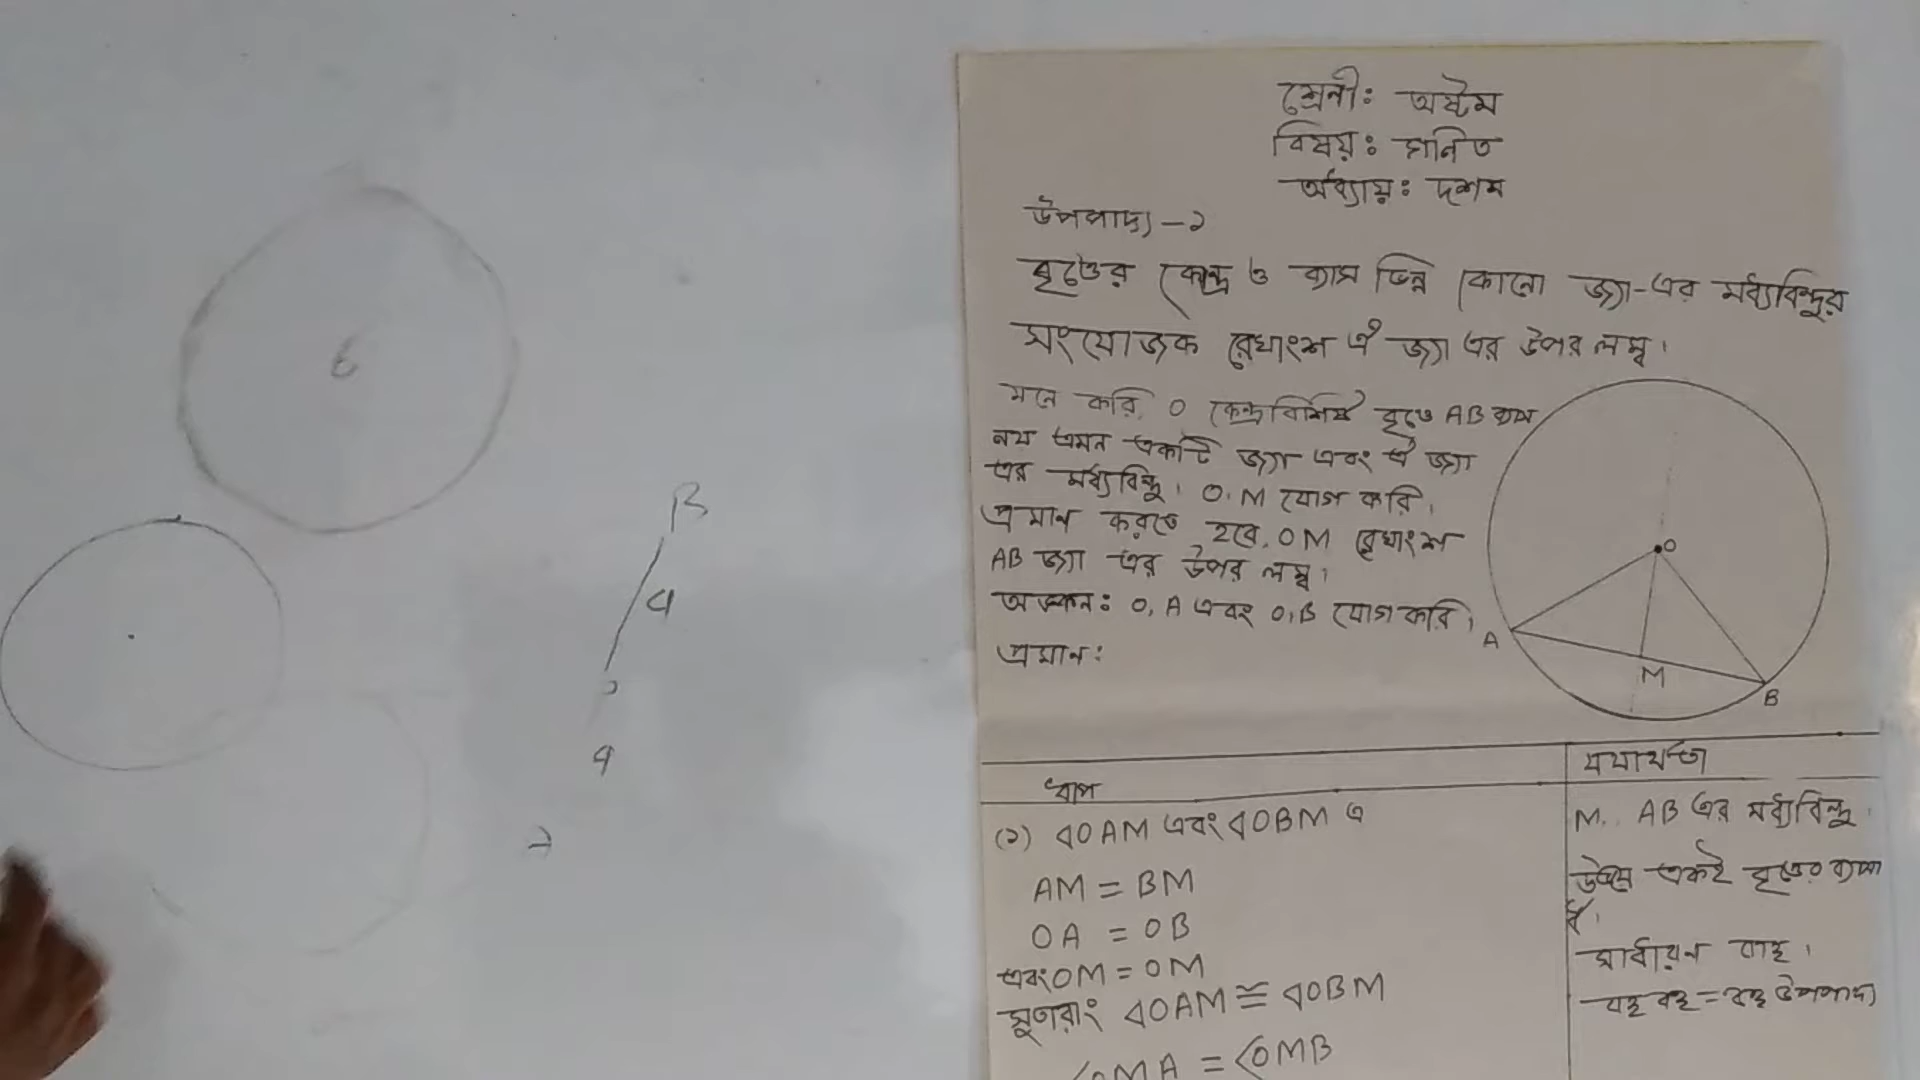 শ্রেনীঃ অষ্টম
বিষয়ঃ গনিত
অধ্যায়ঃ দশম
উপপাদ্য -১
বৃত্তের কেন্দ্র ও ব্যাস ভিন্ন কোনো জ্যা-এর মধ্যবিন্দুর
সংযোজক রেখাংশ ঐ জ্যা এর উপর লম্ব।
মনে করি, O কেন্দ্রবিশিষ্ট বৃত্তে AB ব্যাস
নয় এমন একটি জ্যা এবং ঐ জ্যা
এর মধ্যবিন্দু। O, M যোগ করি।
প্রমান করতে হবে, OM রেখাংশ
AB জ্যা এর উপর লম্ব।
অঙ্কনঃ O, A এবং O, B যোগ করি।
প্রমানঃ
O
A
M
B
B
ধাপ
যথার্থতা
(১) ◁OAM এবং ◁OBM এ
AM = BM
OA = OB
এবং OM = OM
সুতরাং ◁OAM ≅ ◁OBM
<OMA = <OMB
M, AB এর মধ্যবিন্দু।
উভয়ে একই বৃত্তের ব্যাসা
র্ধ।
সাধারন বাহু।
বাহু বাহু = বাহু উপপাদ্য